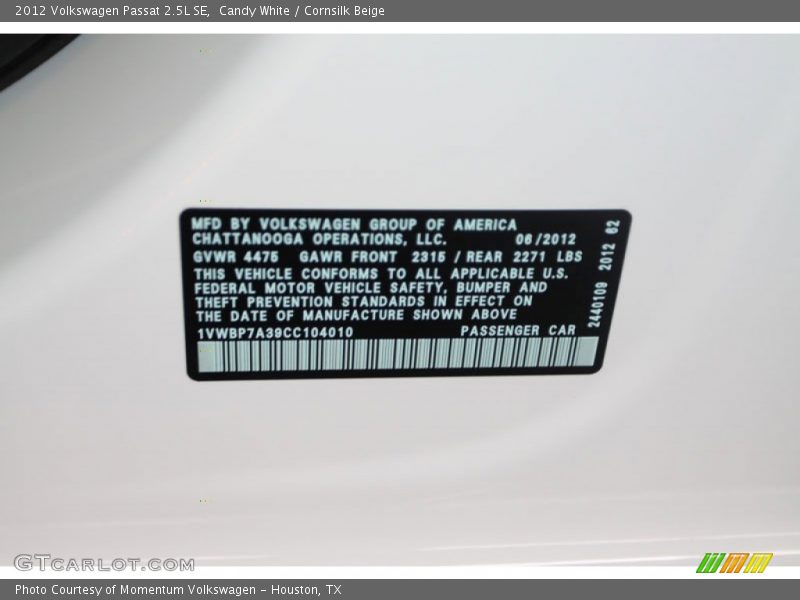 2012 Volkswagen Passat 2.5L SE, Candy White / Cornsilk Beige
MFD BY VOLKSWAGEN GROUP OF AMERICA
CHATTANOOGA OPERATIONS, LLC. 06/2012
GVWR 4475 GAWR FRONT 2315 / REAR 2271 LBS
THIS VEHICLE CONFORMS TO ALL APPLICABLE U.S.
FEDERAL MOTOR VEHICLE SAFETY, BUMPER AND
THEFT PREVENTION STANDARDS IN EFFECT ON
THE DATE OF MANUFACTURE SHOWN ABOVE
1VWBP7A39CC104010 PASSENGER CAR
2440109 2012 62
GTCARLOT.COM
Photo Courtesy of Momentum Volkswagen - Houston, TX